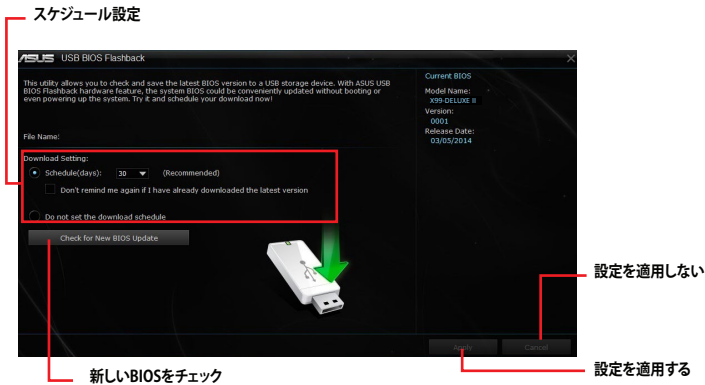 スケジュール設定
ASUS USB BIOS Flashback
This utility allows you to check and save the latest BIOS version to a USB storage device. With ASUS USB
BIOS Flashback hardware feature, the system BIOS could be conveniently updated without booting or
even powering up the system. Try it and schedule your download now!
File Name:
Download Setting:
Schedule(days): 30 (Recommended)
Don't remind me again if I have already downloaded the latest version
Do not set the download schedule
Check for New BIOS Update
Current BIOS
Model Name:
X99-DELUXE II
Version:
0001
Release Date:
03/05/2014
Apply
Cancel
設定を適用しない
設定を適用する
新しいBIOSをチェック